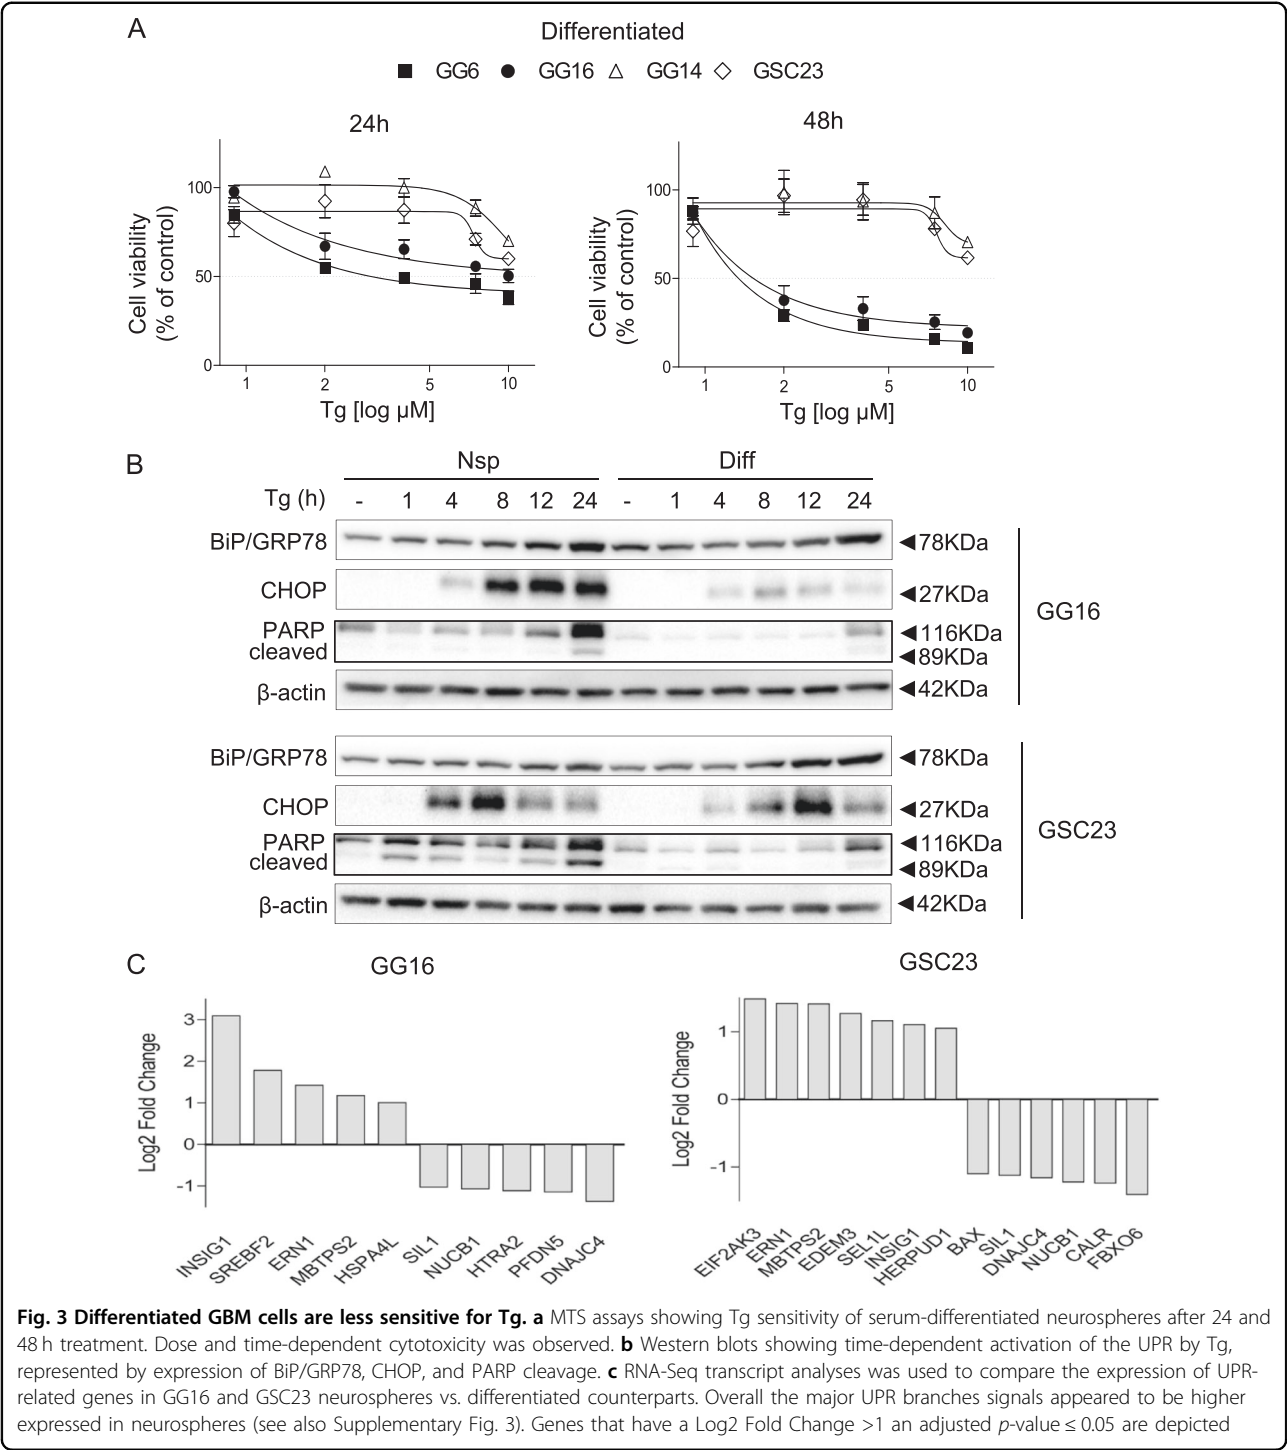 A
Differentiated
GG6 GG16 GG14 GSC23
24h
Cell viability
(% of control)
100
50
0
1 2 5 10
Tg [log µM]
48h
Cell viability
(% of control)
100
50
0
1 2 5 10
Tg [log µM]
B
Nsp Diff
Tg (h) - 1 4 8 12 24 - 1 4 8 12 24
BiP/GRP78 78KDa
CHOP 27KDa
PARP 116KDa
cleaved 89KDa
β-actin 42KDa
GG16
BiP/GRP78 78KDa
CHOP 27KDa
PARP 116KDa
cleaved 89KDa
β-actin 42KDa
GSC23
C
GG16
Log2 Fold Change
3
2
1
0
-1
INSIG1 SREBF2 ERN1 MBTPS2 HSPA4L SIL1 NUCB1 HTRA2 PFDN5 DNAJC4
GSC23
Log2 Fold Change
1
0
-1
EIF2AK3 ERN1 MBTPS2 EDEM3 SEL1L INSIG1 HERPUD1 BAX SIL1 DNAJC4 NUCB1 CALR FBXO6
Fig. 3 Differentiated GBM cells are less sensitive for Tg. a MTS assays showing Tg sensitivity of serum-differentiated neurospheres after 24 and
48 h treatment. Dose and time-dependent cytotoxicity was observed. b Western blots showing time-dependent activation of the UPR by Tg,
represented by expression of BiP/GRP78, CHOP, and PARP cleavage. c RNA-Seq transcript analyses was used to compare the expression of UPR-
related genes in GG16 and GSC23 neurospheres vs. differentiated counterparts. Overall the major UPR branches signals appeared to be higher
expressed in neurospheres (see also Supplementary Fig. 3). Genes that have a Log2 Fold Change >1 an adjusted p-value ≤ 0.05 are depicted